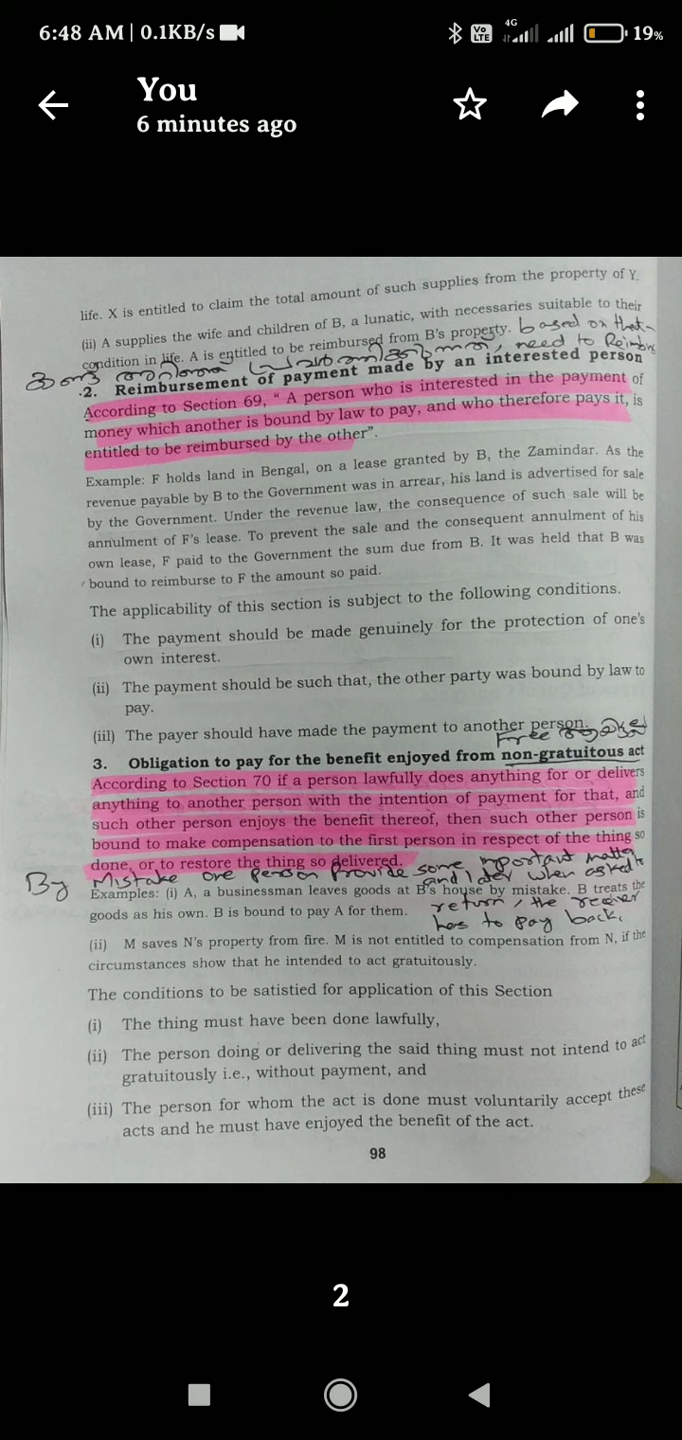 6:48 AM | 0.1KB/s
4G
Vo LTE
19%
You
6 minutes ago
life. X is entitled to claim the total amount of such supplies from the property of Y.
(ii) A supplies the wife and children of B, a lunatic, with necessaries suitable to their
condition in life. A is entitled to be reimbursed from B's property. based on that
need to
2. Reimbursement of payment made by an interested person
According to Section 69, " A person who is interested in the payment of
money which another is bound by law to pay, and who therefore pays it, is
entitled to be reimbursed by the other".
Example: F holds land in Bengal, on a lease granted by B, the Zamindar. As the
revenue payable by B to the Government was in arrear, his land is advertised for sale
by the Government. Under the revenue law, the consequence of such sale will be
annulment of F's lease. To prevent the sale and the consequent annulment of his
own lease, F paid to the Government the sum due from B. It was held that B was
bound to reimburse to F the amount so paid.
The applicability of this section is subject to the following conditions.
(i) The payment should be made genuinely for the protection of one's
own interest.
(ii) The payment should be such that, the other party was bound by law to
pay.
(iil) The payer should have made the payment to another person.
Free
3. Obligation to pay for the benefit enjoyed from non-gratuitous act
According to Section 70 if a person lawfully does anything for or delivers
anything to another person with the intention of payment for that, and
such other person enjoys the benefit thereof, then such other person is
bound to make compensation to the first person in respect of the thing so
done, or to restore the thing so delivered.
By Mistake one person provide some important matter
and later when asked to
Examples: (i) A, a businessman leaves goods at B's house by mistake. B treats the
return, the
goods as his own. B is bound to pay A for them.
has to pay back.
(ii) M saves N's property from fire. M is not entitled to compensation from N, if the
circumstances show that he intended to act gratuitously.
The conditions to be satistied for application of this Section
(i) The thing must have been done lawfully,
(ii) The person doing or delivering the said thing must not intend to act
gratuitously i.e., without payment, and
(iii) The person for whom the act is done must voluntarily accept these
acts and he must have enjoyed the benefit of the act.
98
2